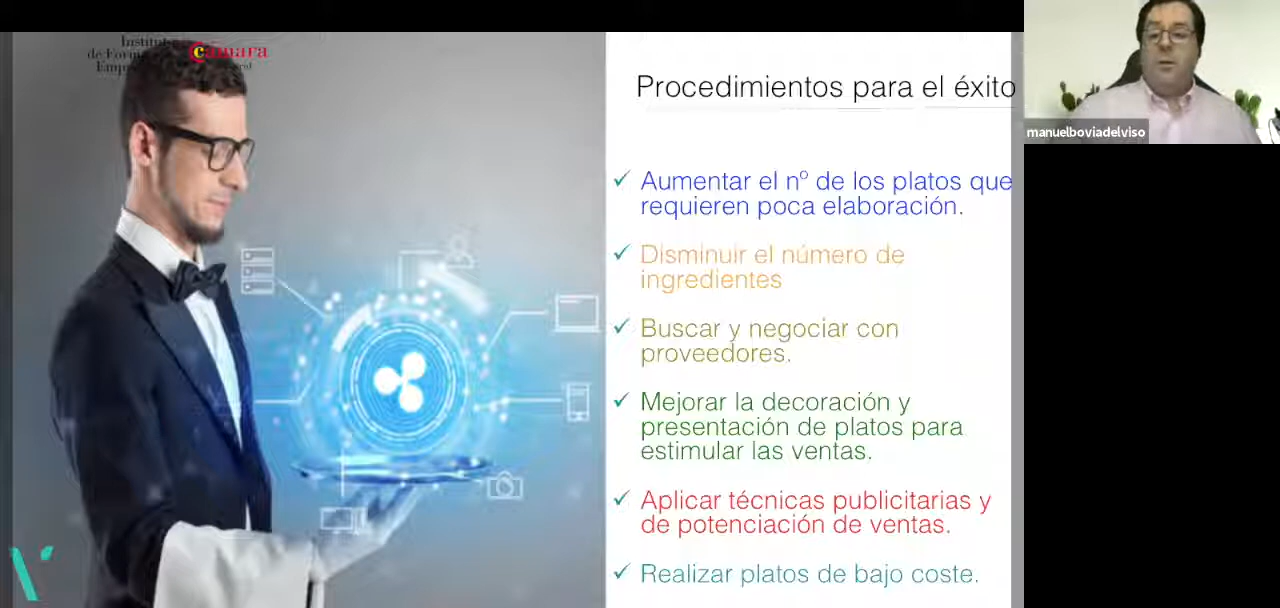 Cámara
Procedimientos para el éxito
manuelboviadelviso
✓ Aumentar el nº de los platos que
requieren poca elaboración.
✓ Disminuir el número de
ingredientes
✓ Buscar y negociar con
proveedores.
✓ Mejorar la decoración y
presentación de platos para
estimular las ventas.
✓ Aplicar técnicas publicitarias y
de potenciación de ventas.
✓ Realizar platos de bajo coste.